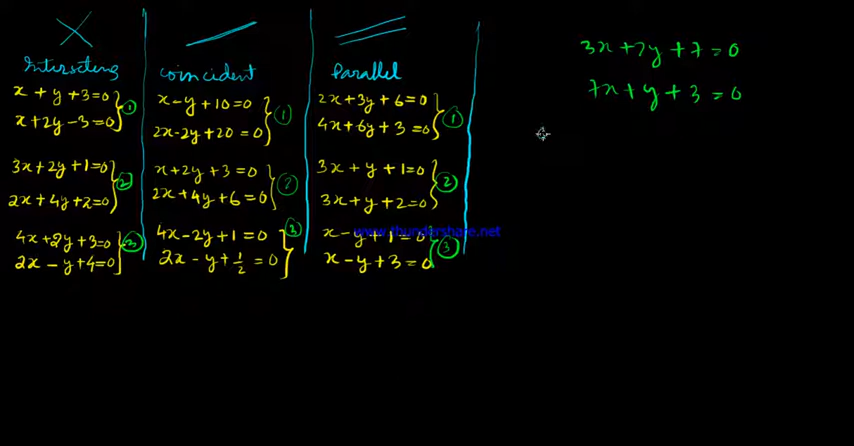 Intersecting
x + y + 3 = 0 } ①
x + 2y - 3 = 0
3x + 2y + 1 = 0 } ②
2x + 4y + 2 = 0
4x + 2y + 3 = 0 } ③
2x - y + 4 = 0
coincident
x - y + 10 = 0 } ①
2x - 2y + 20 = 0
x + 2y + 3 = 0 } ②
2x + 4y + 6 = 0
4x - 2y + 1 = 0 } ③
2x - y + 1/2 = 0
Parallel
2x + 3y + 6 = 0 } ①
4x + 6y + 3 = 0
3x + y + 1 = 0 } ②
3x + y + 2 = 0
x - y + 1 = 0 } ③
x - y + 3 = 0
www.thundershare.net
3x + 7y + 7 = 0
7x + y + 3 = 0